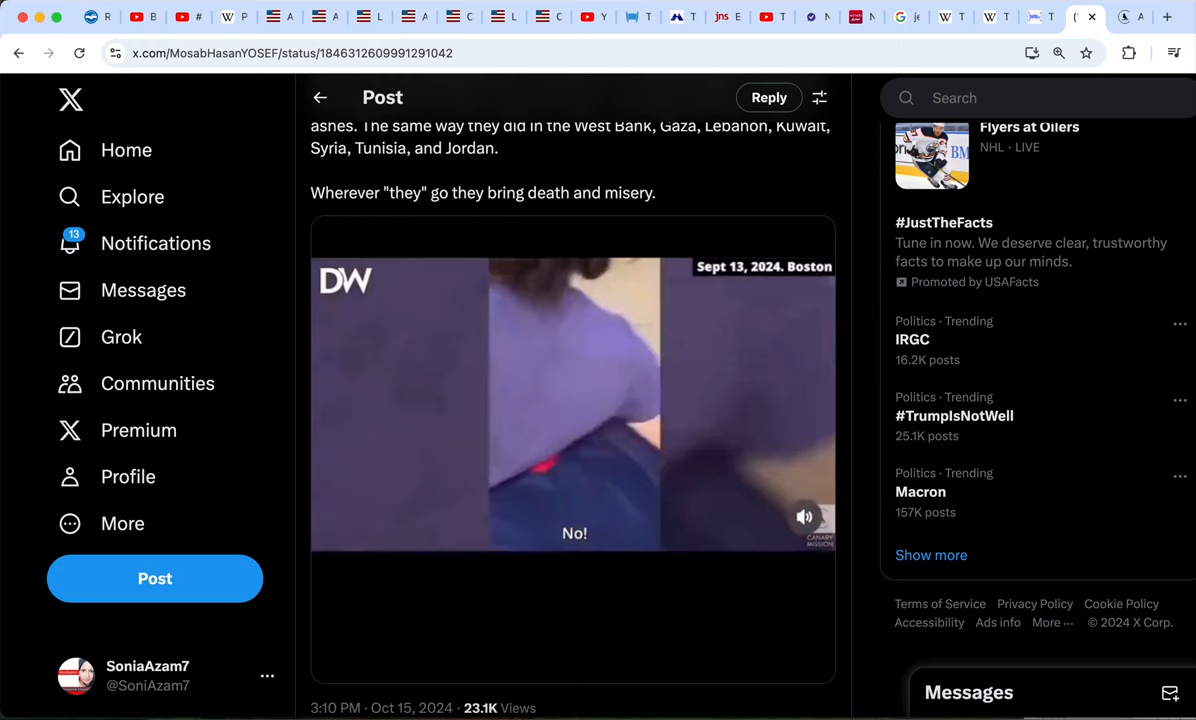 R
B
#
P
A
A
L
A
C
L
C
Y
T
T
jns E
T
N
N
je
T
T
T
(
A
x.com/MosabHasanYOSEF/status/1846312609991291042
Post
Reply
Search
Home
Explore
13
Notifications
Messages
Grok
Communities
Premium
Profile
More
Post
SoniaAzam7
@SoniAzam7
ashes. The same way they did in the West Bank, Gaza, Lebanon, Kuwait,
Syria, Tunisia, and Jordan.
Wherever "they" go they bring death and misery.
DW
Sept 13, 2024. Boston
No!
CANARY
MISSION
3:10 PM · Oct 15, 2024 · 23.1K Views
Flyers at Oilers
NHL · LIVE
#JustTheFacts
Tune in now. We deserve clear, trustworthy
facts to make up our minds.
Promoted by USAFacts
Politics · Trending
IRGC
16.2K posts
Politics · Trending
#TrumpIsNotWell
25.1K posts
Politics · Trending
Macron
157K posts
Show more
Terms of Service Privacy Policy Cookie Policy
Accessibility Ads info More ··· © 2024 X Corp.
Messages